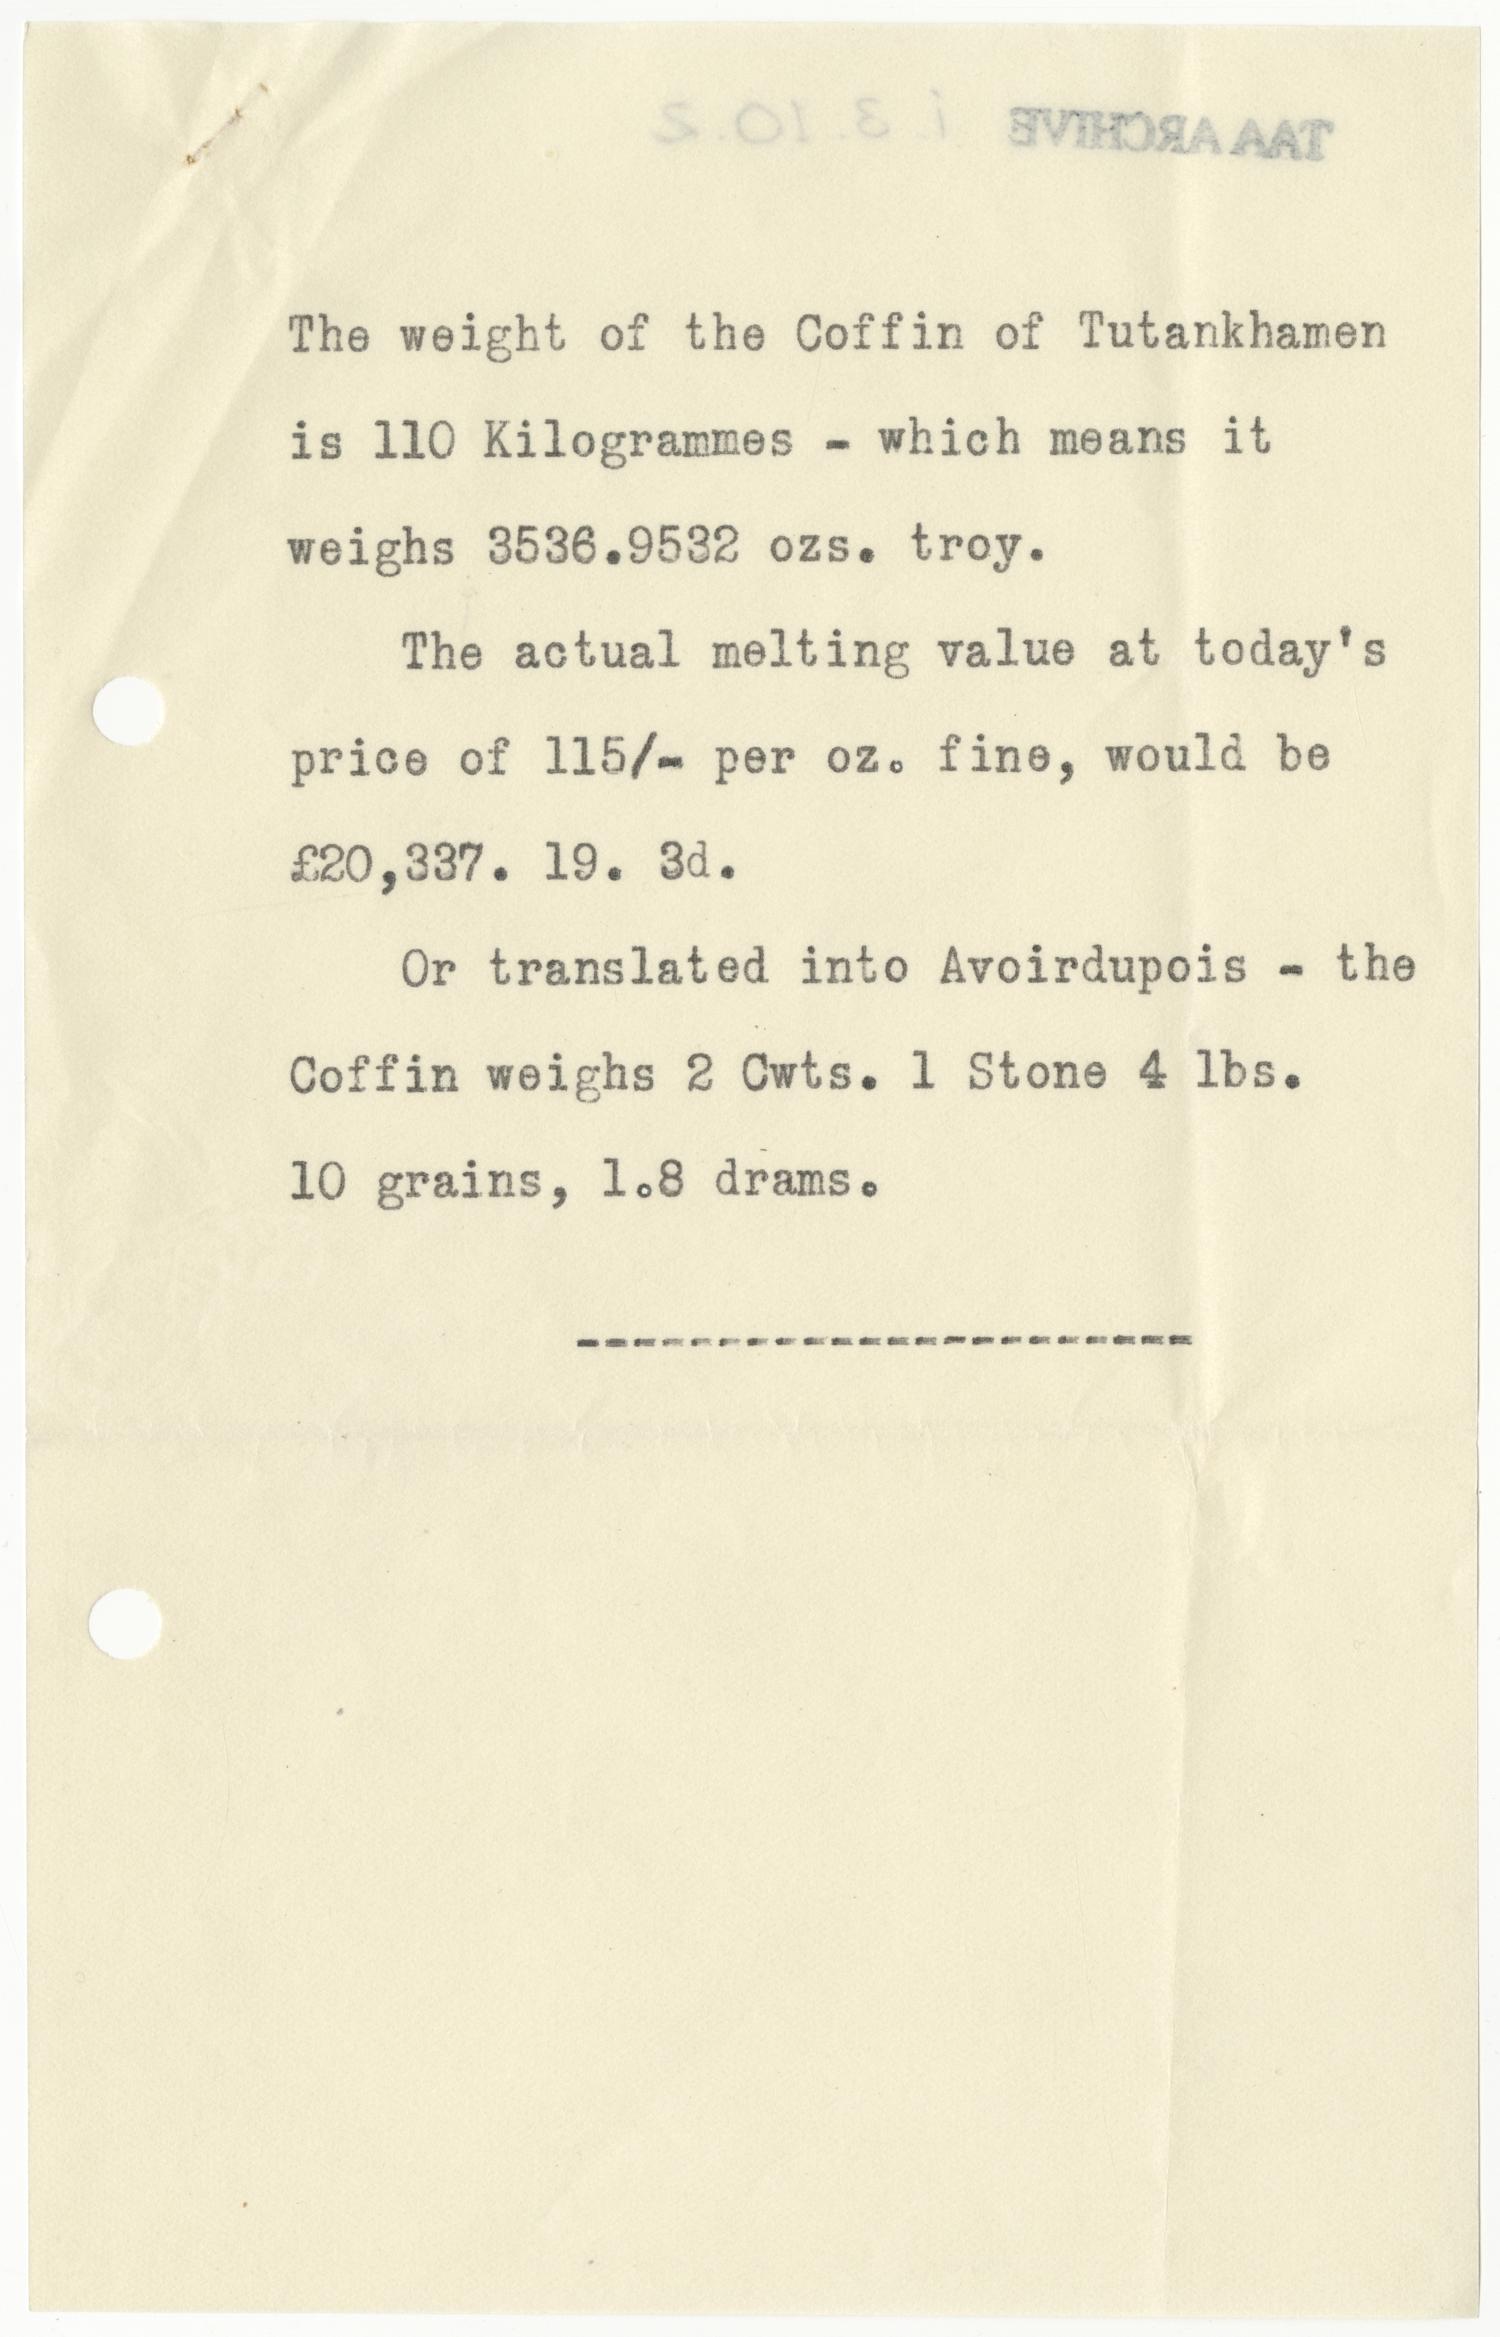 TAA ARCHIVE i.3.10.2
The weight of the Coffin of Tutankhamen
is 110 Kilogrammes - which means it
weighs 3536.9532 ozs. troy.
The actual melting value at today's
price of 115/- per oz. fine, would be
£20,337. 19. 3d.
Or translated into Avoirdupois - the
Coffin weighs 2 Cwts. 1 Stone 4 lbs.
10 grains, 1.8 drams.
----------------------